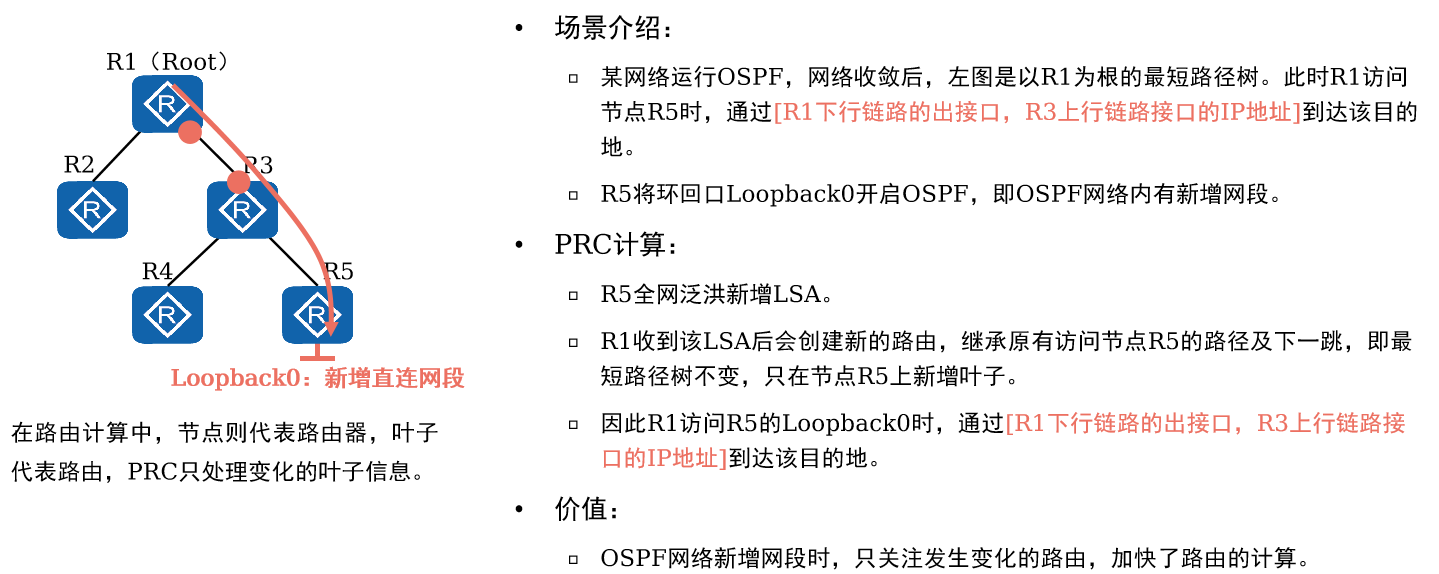 R1（Root）
R2
R3
R4
R5
Loopback0：新增直连网段
在路由计算中，节点则代表路由器，叶子
代表路由，PRC只处理变化的叶子信息。
• 场景介绍：
▫ 某网络运行OSPF，网络收敛后，左图是以R1为根的最短路径树。此时R1访问
节点R5时，通过[R1下行链路的出接口，R3上行链路接口的IP地址]到达该目的
地。
▫ R5将环回口Loopback0开启OSPF，即OSPF网络内有新增网段。
• PRC计算：
▫ R5全网泛洪新增LSA。
▫ R1收到该LSA后会创建新的路由，继承原有访问节点R5的路径及下一跳，即最
短路径树不变，只在节点R5上新增叶子。
▫ 因此R1访问R5的Loopback0时，通过[R1下行链路的出接口，R3上行链路接
口的IP地址]到达该目的地。
• 价值：
▫ OSPF网络新增网段时，只关注发生变化的路由，加快了路由的计算。